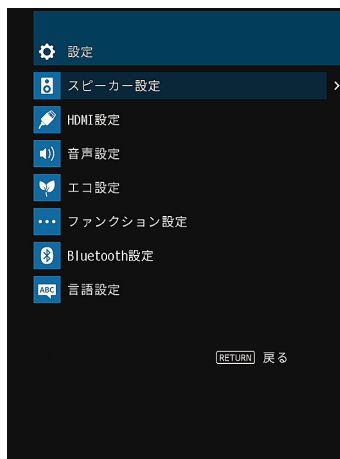 設定
スピーカー設定
HDMI設定
音声設定
エコ設定
ファンクション設定
Bluetooth設定
ABC 言語設定
RETURN 戻る